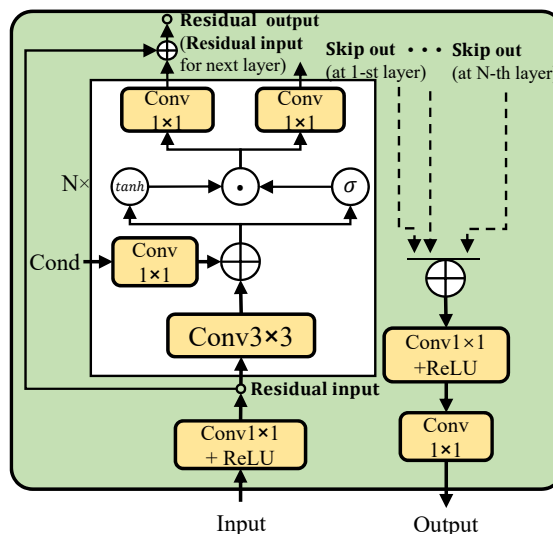 Residual output
(Residual input
for next layer)
Skip out • • • Skip out
(at 1-st layer) (at N-th layer)
Conv
1×1
Conv
1×1
N×
tanh
σ
Cond
Conv
1×1
Conv3×3
Conv1×1
+ReLU
Residual input
Conv1×1
+ ReLU
Conv
1×1
Input
Output